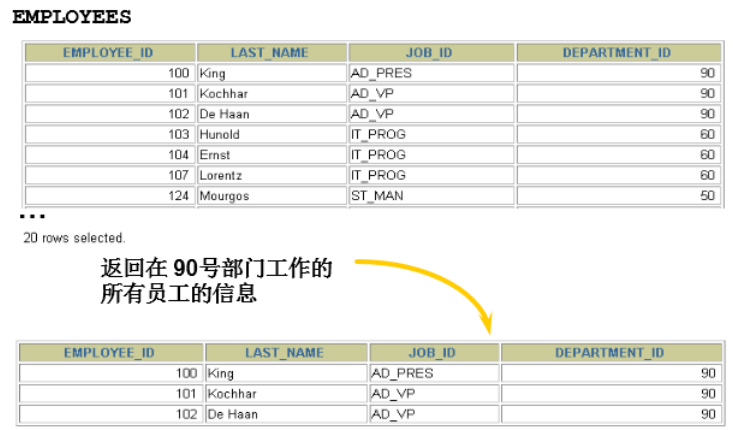 EMPLOYEES
EMPLOYEE_ID LAST_NAME JOB_ID DEPARTMENT_ID
100 King AD_PRES 90
101 Kochhar AD_VP 90
102 De Haan AD_VP 90
103 Hunold IT_PROG 60
104 Ernst IT_PROG 60
107 Lorentz IT_PROG 60
124 Mourgos ST_MAN 50
...
20 rows selected.
返回在 90号部门工作的
所有员工的信息
EMPLOYEE_ID LAST_NAME JOB_ID DEPARTMENT_ID
100 King AD_PRES 90
101 Kochhar AD_VP 90
102 De Haan AD_VP 90